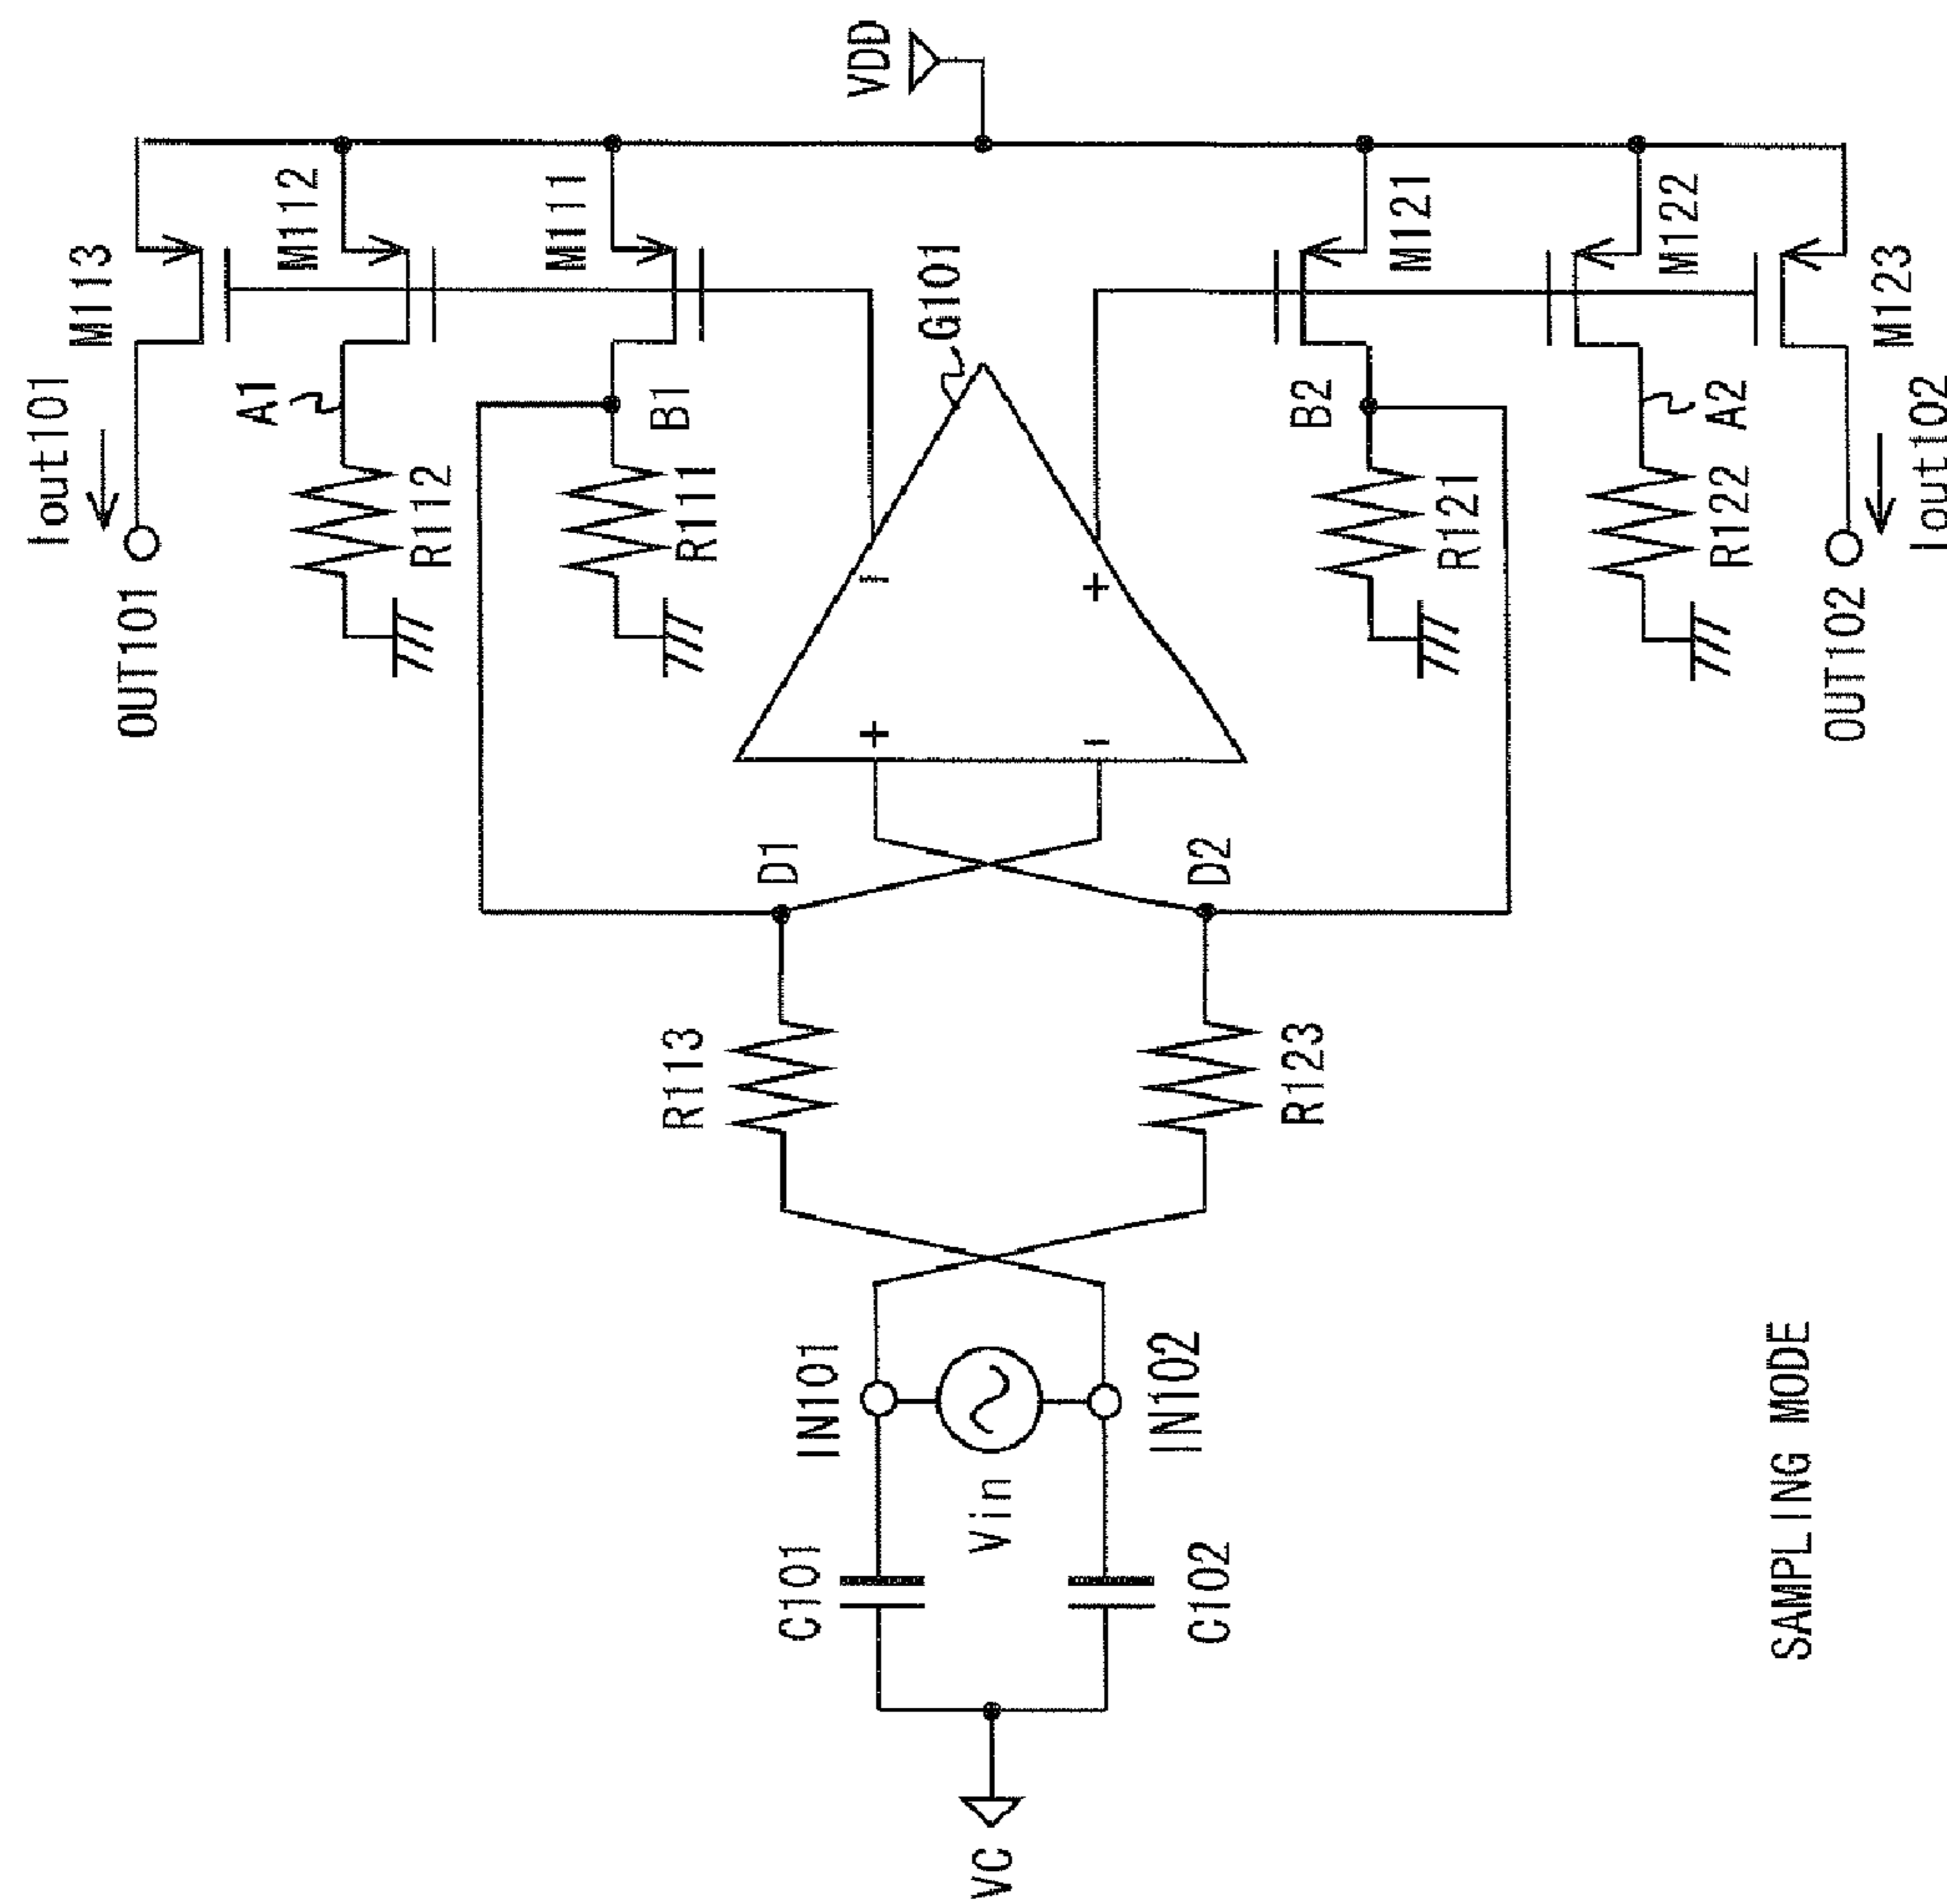 VDD
M113
M112
M111
M121
M122
M123
G101
Iout101
A1
B1
B2
A2
Iout102
OUT101
R112
R111
R121
R122
OUT102
-
+
+
-
D1
D2
R113
R123
IN101
IN102
Vin
C101
C102
VC
SAMPLING MODE